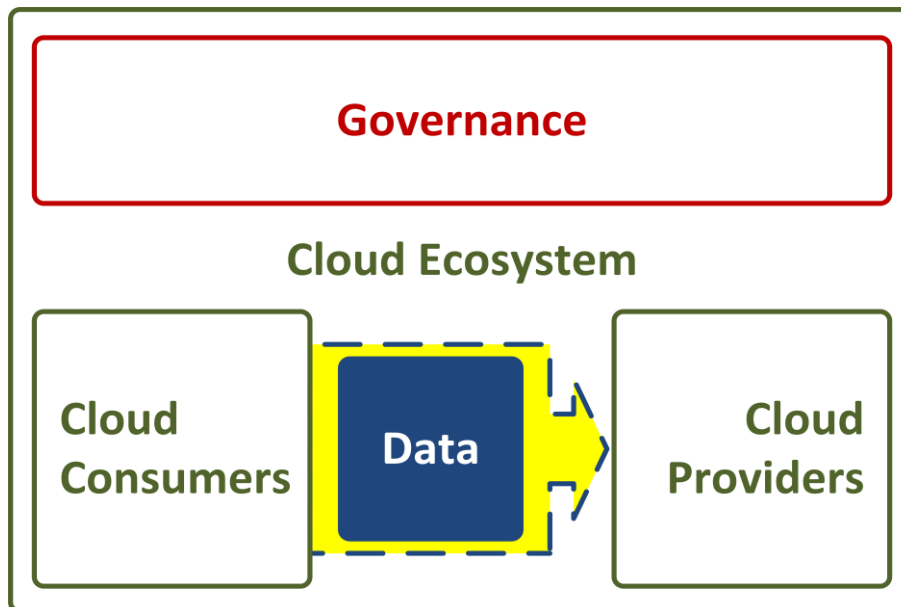 Governance
Cloud Ecosystem
Cloud
Consumers
Data
Cloud
Providers